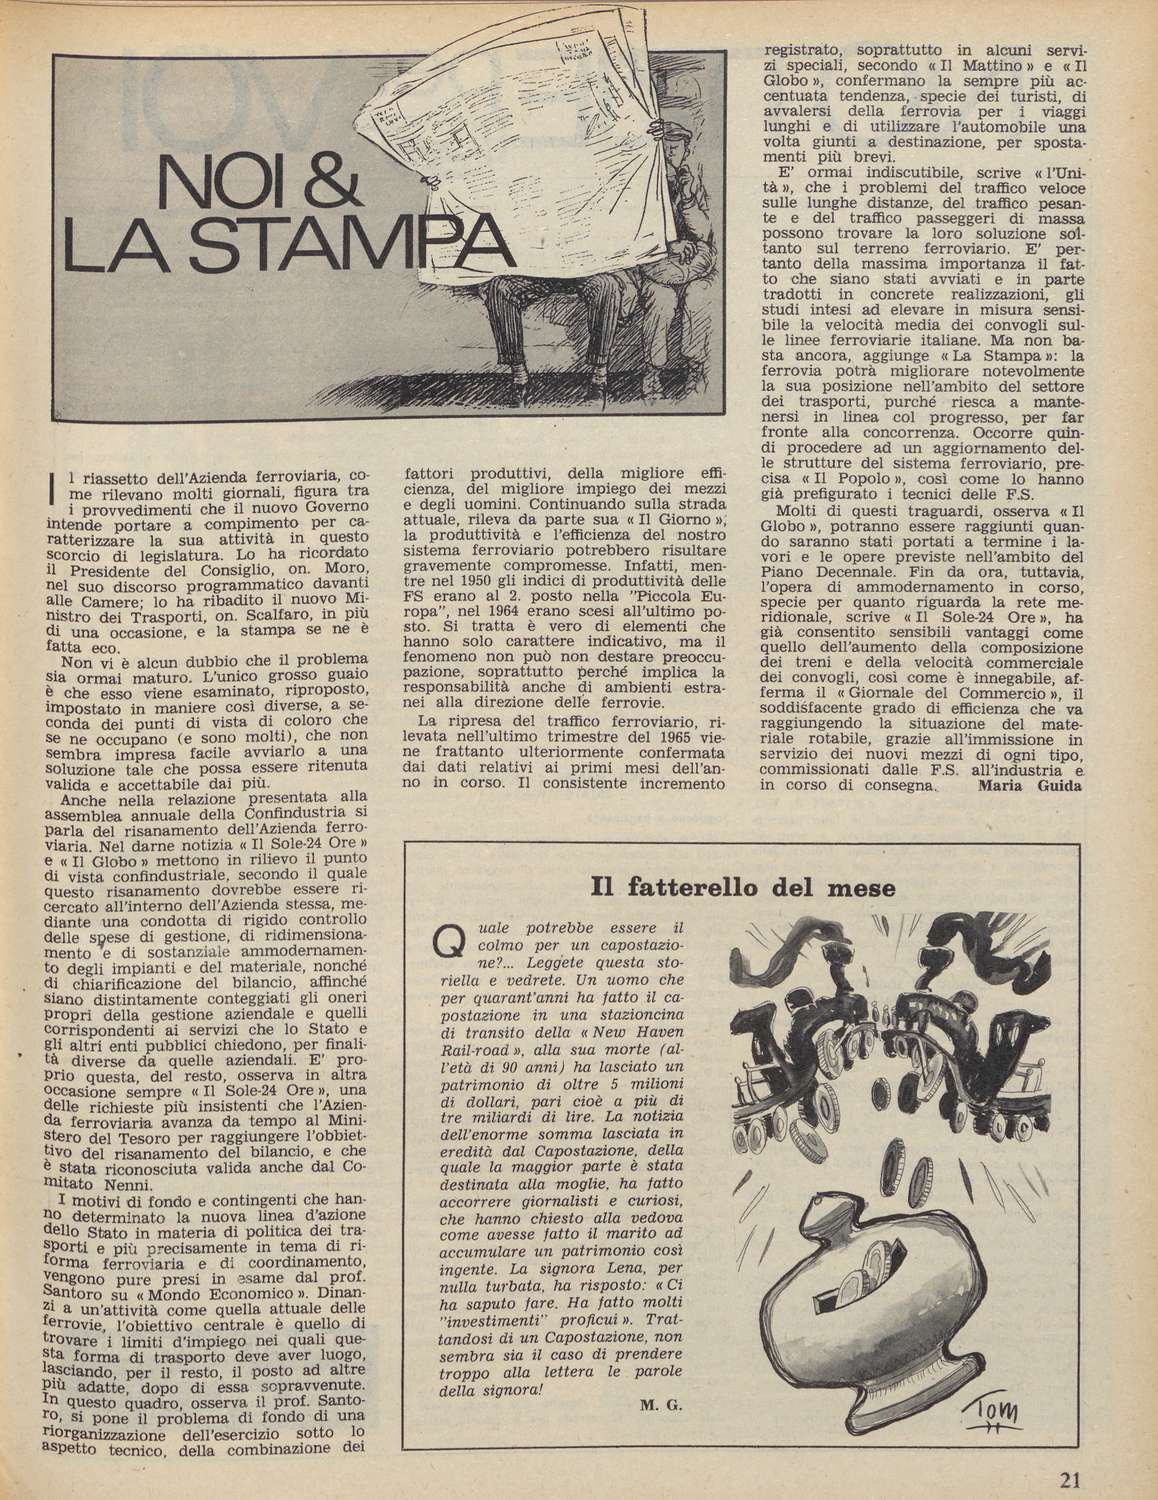 NOI &
LA STAMPA
Il riassetto dell'Azienda ferroviaria, co-
me rilevano molti giornali, figura tra
i provvedimenti che il nuovo Governo
intende portare a compimento per ca-
ratterizzare la sua attività in questo
scorcio di legislatura. Lo ha ricordato
il Presidente del Consiglio, on. Moro,
nel suo discorso programmatico davanti
alle Camere; lo ha ribadito il nuovo Mi-
nistro dei Trasporti, on. Scalfaro, in più
di una occasione, e la stampa se ne è
fatta eco.
Non vi è alcun dubbio che il problema
sia ormai maturo. L'unico grosso guaio
è che esso viene esaminato, riproposto,
impostato in maniere così diverse, a se-
conda dei punti di vista di coloro che
se ne occupano (e sono molti), che non
sembra impresa facile avviarlo a una
soluzione tale che possa essere ritenuta
valida e accettabile dai più.
Anche nella relazione presentata alla
assemblea annuale della Confindustria si
parla del risanamento dell'Azienda ferro-
viaria. Nel darne notizia « Il Sole-24 Ore »
e « Il Globo » mettono in rilievo il punto
di vista confindustriale, secondo il quale
questo risanamento dovrebbe essere ri-
cercato all'interno dell'Azienda stessa, me-
diante una condotta di rigido controllo
delle spese di gestione, di ridimensiona-
mento e di sostanziale ammodernamen-
to degli impianti e del materiale, nonché
di chiarificazione del bilancio, affinché
siano distintamente conteggiati gli oneri
propri della gestione aziendale e quelli
corrispondenti ai servizi che lo Stato e
gli altri enti pubblici chiedono, per finali-
tà diverse da quelle aziendali. E' pro-
prio questa, del resto, osserva in altra
occasione sempre « Il Sole-24 Ore », una
delle richieste più insistenti che l'Azien-
da ferroviaria avanza da tempo al Mini-
stero del Tesoro per raggiungere l'obbiet-
tivo del risanamento del bilancio, e che
è stata riconosciuta valida anche dal Co-
mitato Nenni.
I motivi di fondo e contingenti che han-
no determinato la nuova linea d'azione
dello Stato in materia di politica dei tra-
sporti e più precisamente in tema di ri-
forma ferroviaria e di coordinamento,
vengono pure presi in esame dal prof.
Santoro su « Mondo Economico ». Dinan-
zi a un'attività come quella attuale delle
ferrovie, l'obiettivo centrale è quello di
trovare i limiti d'impiego nei quali que-
sta forma di trasporto deve aver luogo,
lasciando, per il resto, il posto ad altre
più adatte, dopo di essa sopravvenute.
In questo quadro, osserva il prof. Santo-
ro, si pone il problema di fondo di una
riorganizzazione dell'esercizio sotto lo
aspetto tecnico, della combinazione dei
fattori produttivi, della migliore effi-
cienza, del migliore impiego dei mezzi
e degli uomini. Continuando sulla strada
attuale, rileva da parte sua « Il Giorno »,
la produttività e l'efficienza del nostro
sistema ferroviario potrebbero risultare
gravemente compromesse. Infatti, men-
tre nel 1950 gli indici di produttività delle
FS erano al 2. posto nella "Piccola Eu-
ropa", nel 1964 erano scesi all'ultimo po-
sto. Si tratta è vero di elementi che
hanno solo carattere indicativo, ma il
fenomeno non può non destare preoccu-
pazione, soprattutto perché implica la
responsabilità anche di ambienti estra-
nei alla direzione delle ferrovie.
La ripresa del traffico ferroviario, ri-
levata nell'ultimo trimestre del 1965 vie-
ne frattanto ulteriormente confermata
dai dati relativi ai primi mesi dell'an-
no in corso. Il consistente incremento
registrato, soprattutto in alcuni servi-
zi speciali, secondo « Il Mattino » e « Il
Globo », confermano la sempre più ac-
centuata tendenza, specie dei turisti, di
avvalersi della ferrovia per i viaggi
lunghi e di utilizzare l'automobile una
volta giunti a destinazione, per sposta-
menti più brevi.
E' ormai indiscutibile, scrive « l'Uni-
tà », che i problemi del traffico veloce
sulle lunghe distanze, del traffico pesan-
te e del traffico passeggeri di massa
possono trovare la loro soluzione sol-
tanto sul terreno ferroviario. E' per-
tanto della massima importanza il fat-
to che siano stati avviati e in parte
tradotti in concrete realizzazioni, gli
studi intesi ad elevare in misura sensi-
bile la velocità media dei convogli sul-
le linee ferroviarie italiane. Ma non ba-
sta ancora, aggiunge « La Stampa »: la
ferrovia potrà migliorare notevolmente
la sua posizione nell'ambito del settore
dei trasporti, purché riesca a mante-
nersi in linea col progresso, per far
fronte alla concorrenza. Occorre quin-
di procedere ad un aggiornamento del-
le strutture del sistema ferroviario, pre-
cisa « Il Popolo », così come lo hanno
già prefigurato i tecnici delle F.S.
Molti di questi traguardi, osserva « Il
Globo », potranno essere raggiunti quan-
do saranno stati portati a termine i la-
vori e le opere previste nell'ambito del
Piano Decennale. Fin da ora, tuttavia,
l'opera di ammodernamento in corso,
specie per quanto riguarda la rete me-
ridionale, scrive « Il Sole-24 Ore », ha
già consentito sensibili vantaggi come
quello dell'aumento della composizione
dei treni e della velocità commerciale
dei convogli, così come è innegabile, af-
ferma il « Giornale del Commercio », il
soddisfacente grado di efficienza che va
raggiungendo la situazione del mate-
riale rotabile, grazie all'immissione in
servizio dei nuovi mezzi di ogni tipo,
commissionati dalle F.S. all'industria e
in corso di consegna. Maria Guida
Il fatterello del mese
Quale potrebbe essere il
colmo per un capostazio-
ne?... Leggete questa sto-
riella e vedrete. Un uomo che
per quarant'anni ha fatto il ca-
postazione in una stazioncina
di transito della « New Haven
Rail-road », alla sua morte (al-
l'età di 90 anni) ha lasciato un
patrimonio di oltre 5 milioni
di dollari, pari cioè a più di
tre miliardi di lire. La notizia
dell'enorme somma lasciata in
eredità dal Capostazione, della
quale la maggior parte è stata
destinata alla moglie, ha fatto
accorrere giornalisti e curiosi,
che hanno chiesto alla vedova
come avesse fatto il marito ad
accumulare un patrimonio così
ingente. La signora Lena, per
nulla turbata, ha risposto: « Ci
ha saputo fare. Ha fatto molti
"investimenti" proficui ». Trat-
tandosi di un Capostazione, non
sembra sia il caso di prendere
troppo alla lettera le parole
della signora!
M. G.
Tom
21